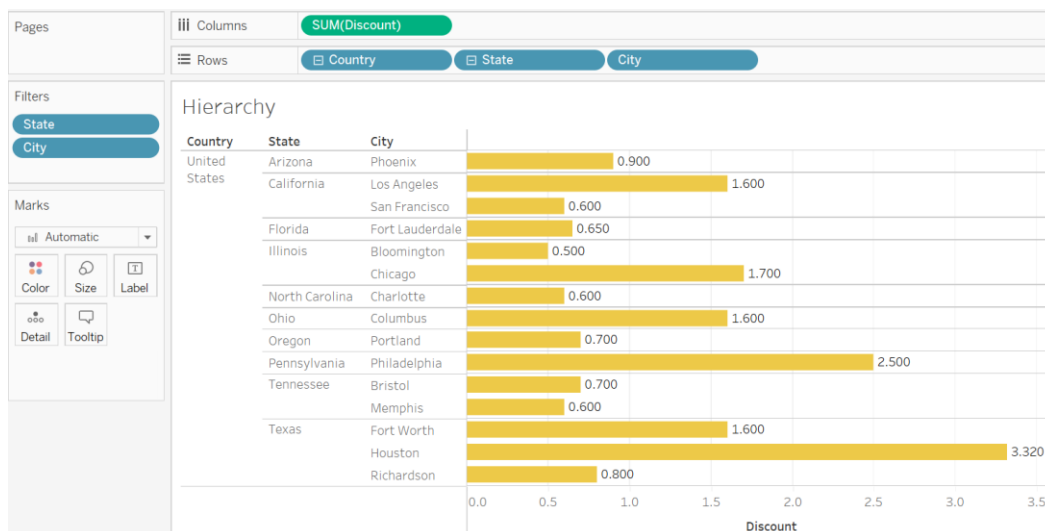 Pages
Columns SUM(Discount)
Rows Country State City
Filters
State
City
Marks
Automatic
Color Size Label
Detail Tooltip
Hierarchy
Country State City
United States Arizona Phoenix 0.900
California Los Angeles 1.600
San Francisco 0.600
Florida Fort Lauderdale 0.650
Illinois Bloomington 0.500
Chicago 1.700
North Carolina Charlotte 0.600
Ohio Columbus 1.600
Oregon Portland 0.700
Pennsylvania Philadelphia 2.500
Tennessee Bristol 0.700
Memphis 0.600
Texas Fort Worth 1.600
Houston 3.320
Richardson 0.800
0.0 0.5 1.0 1.5 2.0 2.5 3.0 3.5
Discount